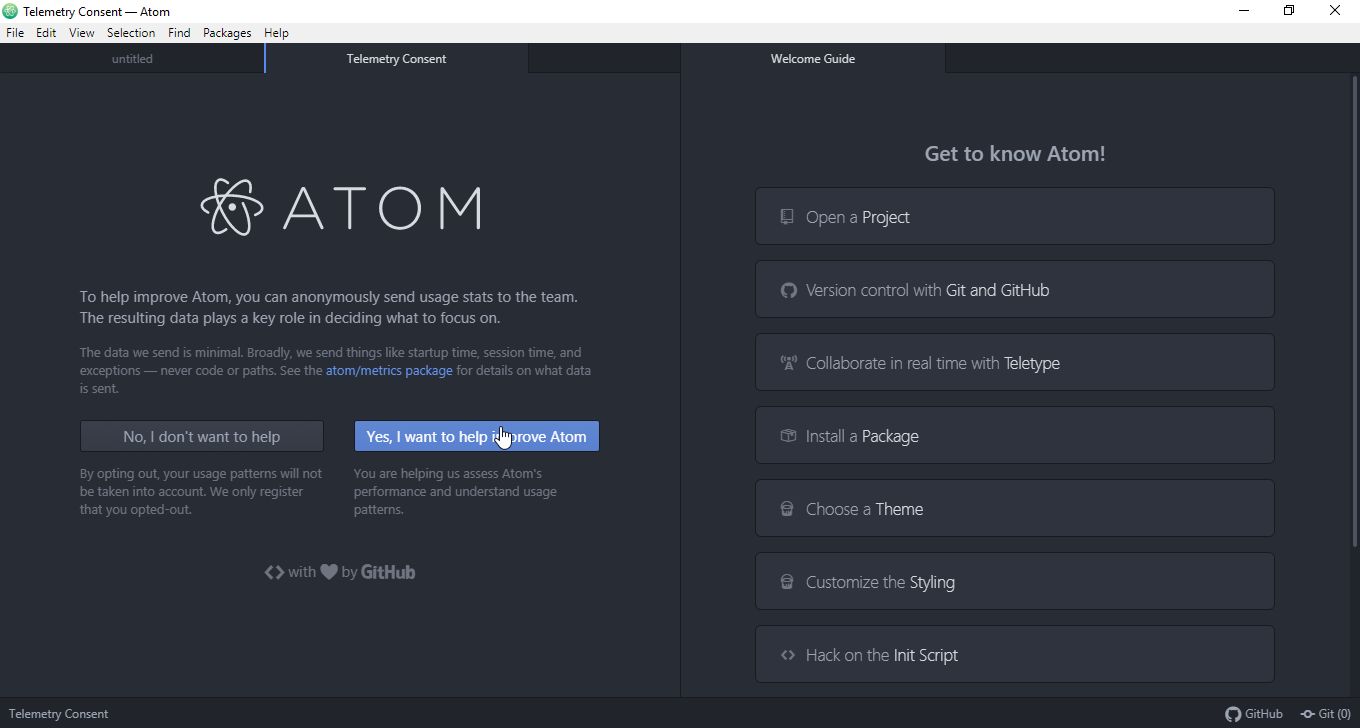 Telemetry Consent — Atom
File Edit View Selection Find Packages Help
untitled
Telemetry Consent
Welcome Guide
ATOM
To help improve Atom, you can anonymously send usage stats to the team.
The resulting data plays a key role in deciding what to focus on.
The data we send is minimal. Broadly, we send things like startup time, session time, and
exceptions — never code or paths. See the atom/metrics package for details on what data
is sent.
No, I don't want to help
Yes, I want to help improve Atom
By opting out, your usage patterns will not
be taken into account. We only register
that you opted-out.
You are helping us assess Atom's
performance and understand usage
patterns.
<> with ♥ by GitHub
Get to know Atom!
Open a Project
Version control with Git and GitHub
Collaborate in real time with Teletype
Install a Package
Choose a Theme
Customize the Styling
Hack on the Init Script
Telemetry Consent
GitHub
Git (0)